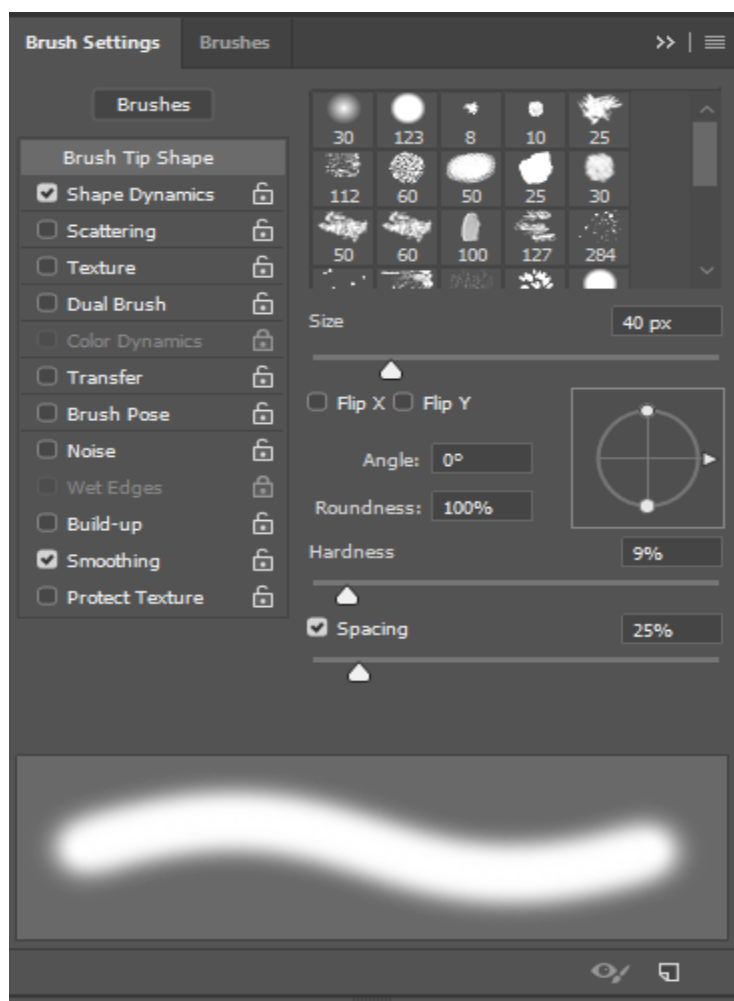 Brush Settings Brushes
Brushes
Brush Tip Shape
Shape Dynamics
Scattering
Texture
Dual Brush
Color Dynamics
Transfer
Brush Pose
Noise
Wet Edges
Build-up
Smoothing
Protect Texture
30 123 8 10 25
112 60 50 25 30
50 60 100 127 284
Size 40 px
Flip X Flip Y
Angle: 0º
Roundness: 100%
Hardness 9%
Spacing 25%